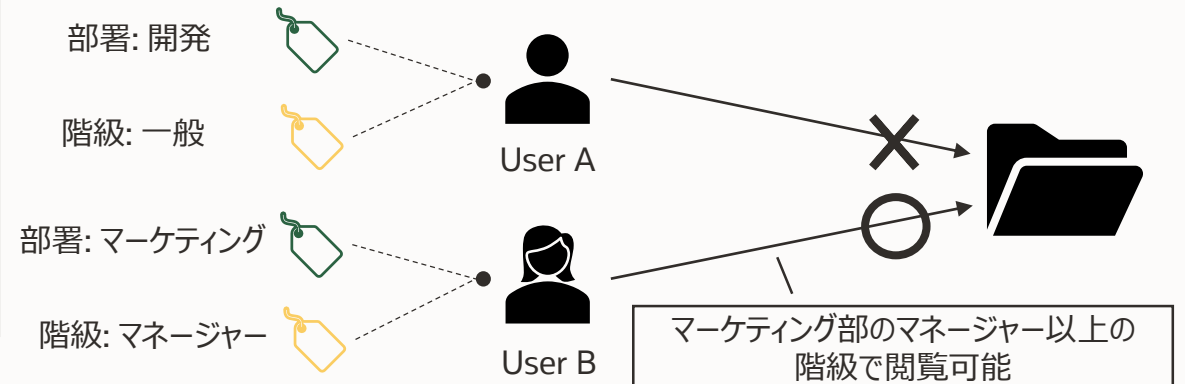 部署: 開発
階級: 一般
User A
部署: マーケティング
階級: マネージャー
User B
マーケティング部のマネージャー以上の
階級で閲覧可能